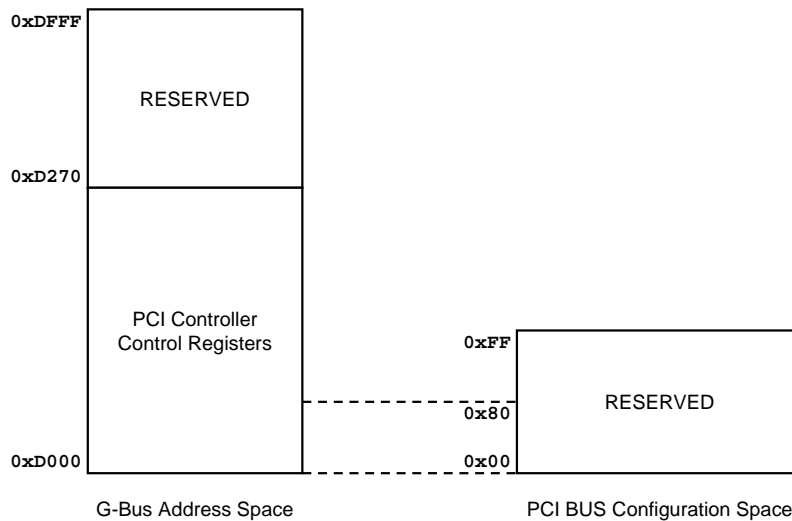 0xDFFF
RESERVED
0xD270
PCI Controller
Control Registers
0xFF
0x80
RESERVED
0xD000
0x00
G-Bus Address Space
PCI BUS Configuration Space